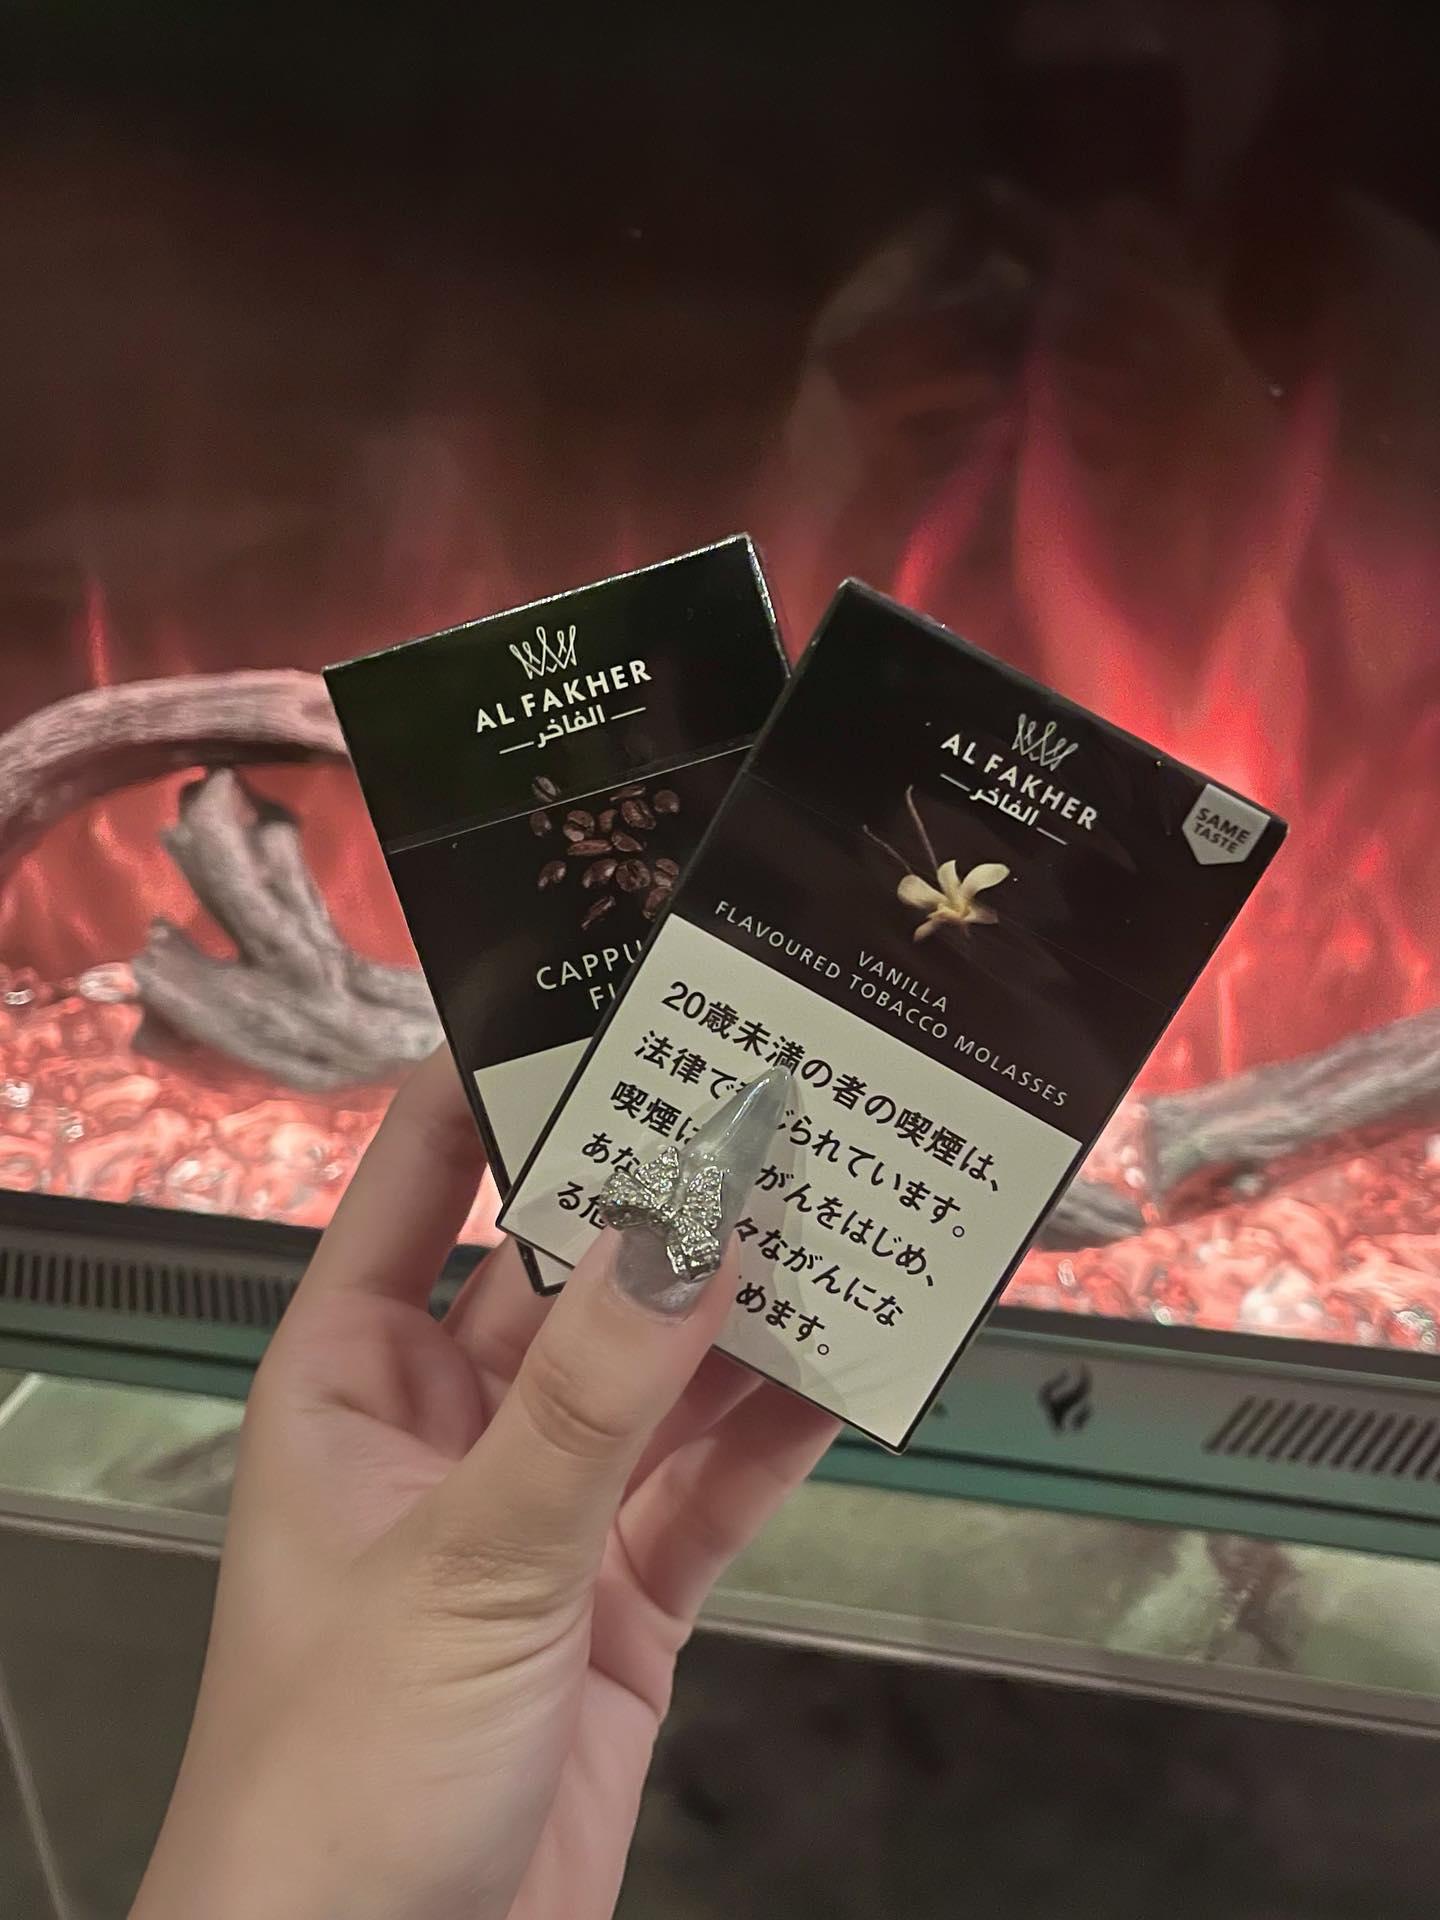 AL FAKHER
الفاخر
AL FAKHER
الفاخر
SAME
TASTE
VANILLA
FLAVOURED TOBACCO MOLASSES
20歳未満の者の喫煙は、
法律で じられています。
喫煙は がんをはじめ、
あな 々ながんにな
る危 めます。